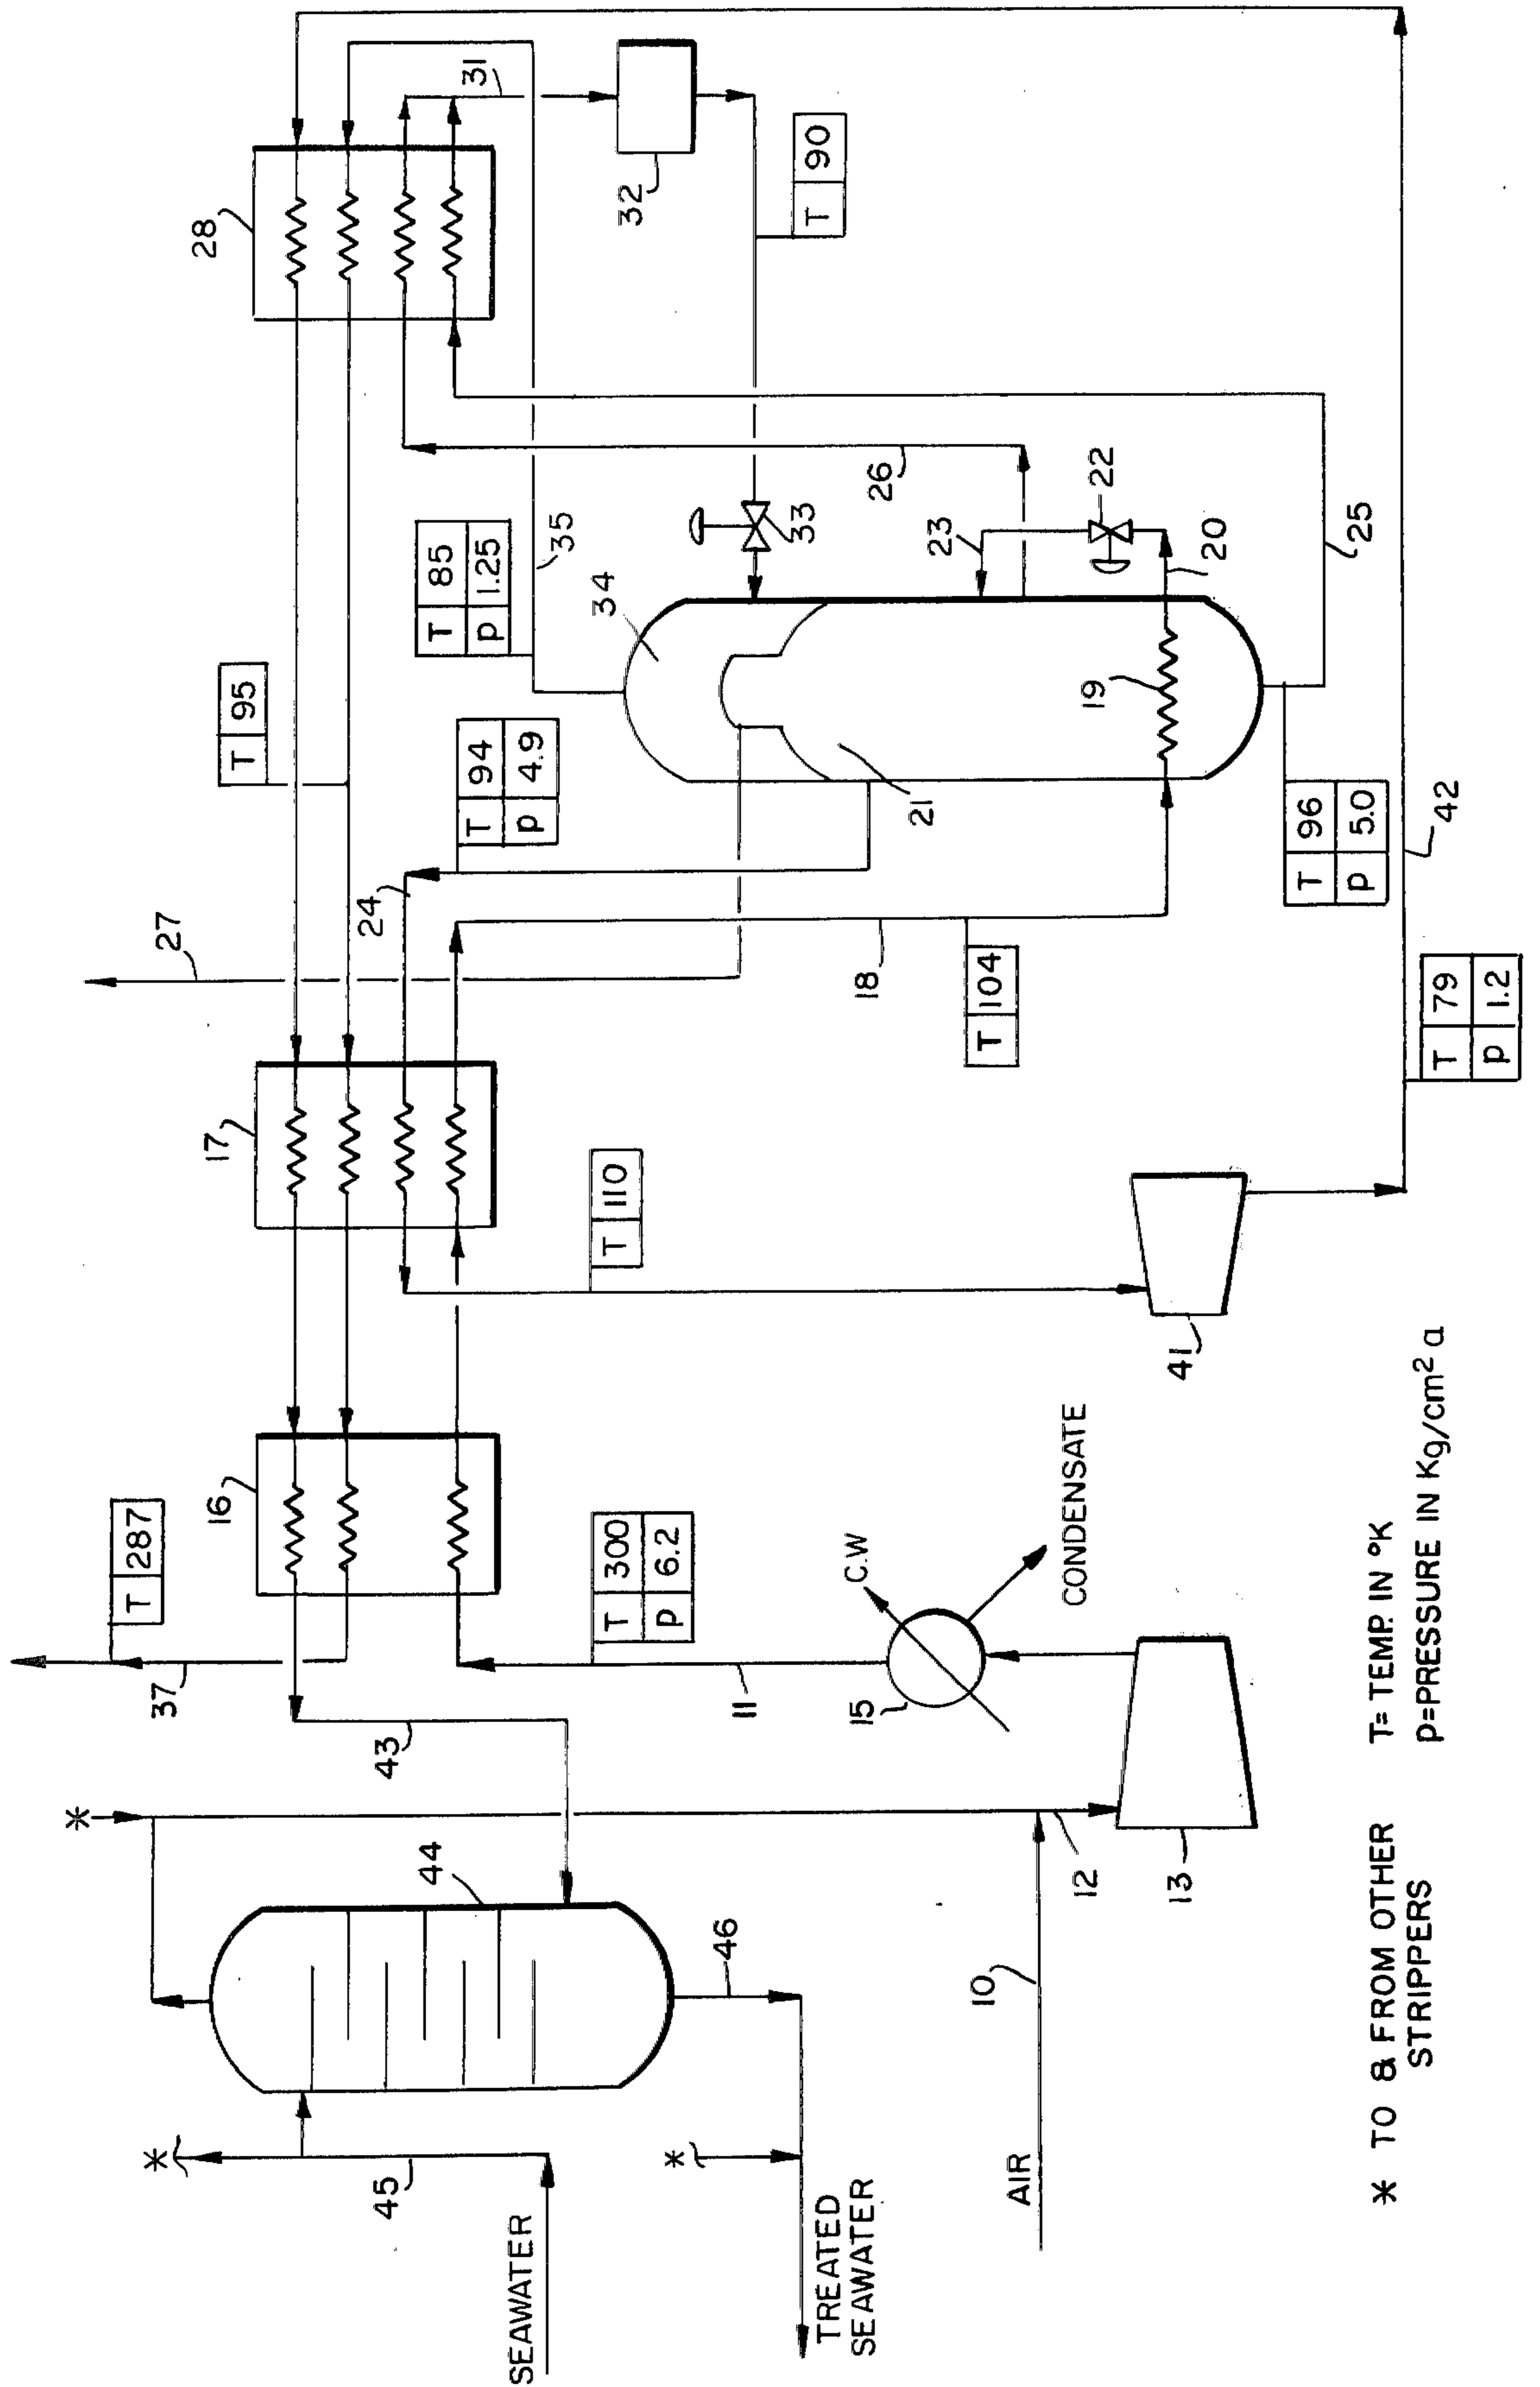 28
31
32
T 90
T 95
T 85
p 1.25
35
34
33
26
23
22
20
25
19
21
T 94
p 4.9
24
27
18
T 104
T 96
p 5.0
42
T 79
p 1.2
17
T 110
41
16
T 287
37
T 300
p 6.2
11
15
C.W
CONDENSATE
13
12
43
44
46
45
10
AIR
SEAWATER
TREATED
SEAWATER
*
*
*
* TO & FROM OTHER
STRIPPERS
T= TEMP. IN °K
p=PRESSURE IN Kg/cm² a